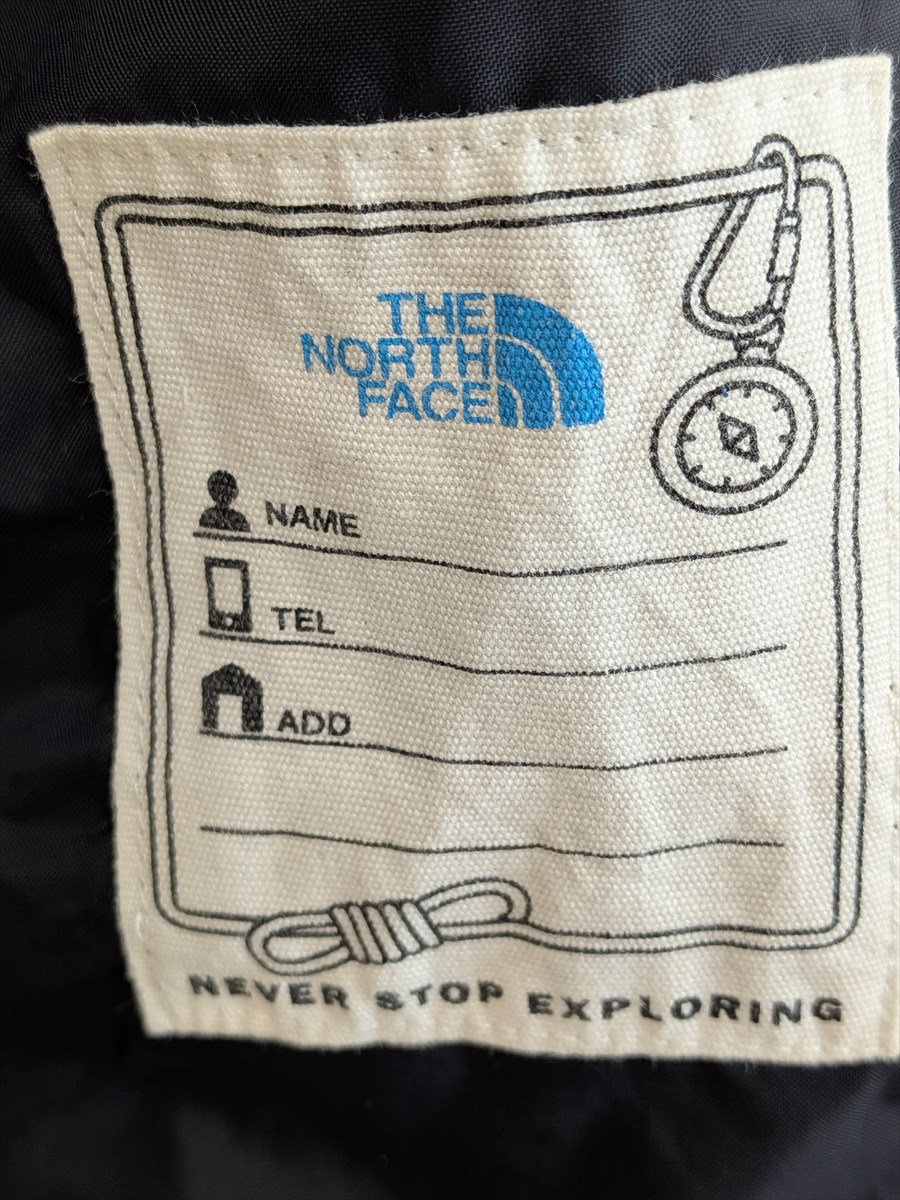 THE
NORTH
FACE
NAME
TEL
ADD
NEVER STOP EXPLORING